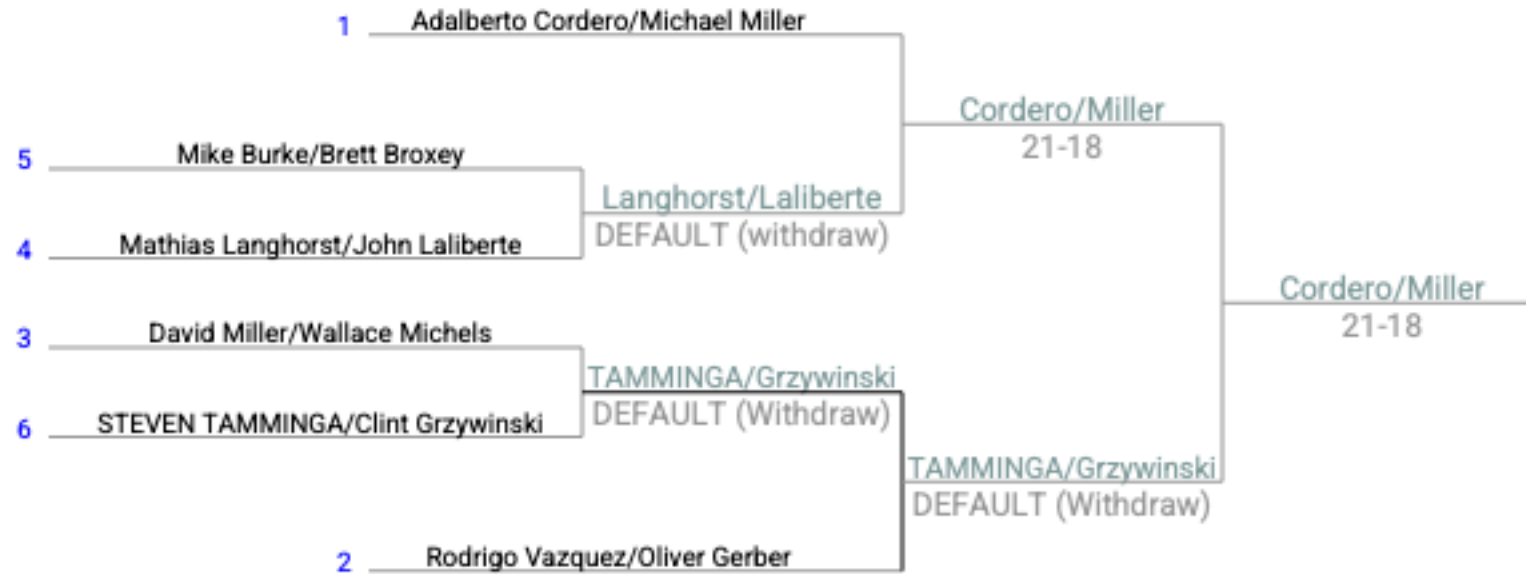 1 Adalberto Cordero/Michael Miller
Cordero/Miller
21-18
5 Mike Burke/Brett Broxey
Langhorst/Laliberte
DEFAULT (withdraw)
4 Mathias Langhorst/John Laliberte
Cordero/Miller
21-18
3 David Miller/Wallace Michels
TAMMINGA/Grzywinski
DEFAULT (Withdraw)
6 STEVEN TAMMINGA/Clint Grzywinski
TAMMINGA/Grzywinski
DEFAULT (Withdraw)
2 Rodrigo Vazquez/Oliver Gerber